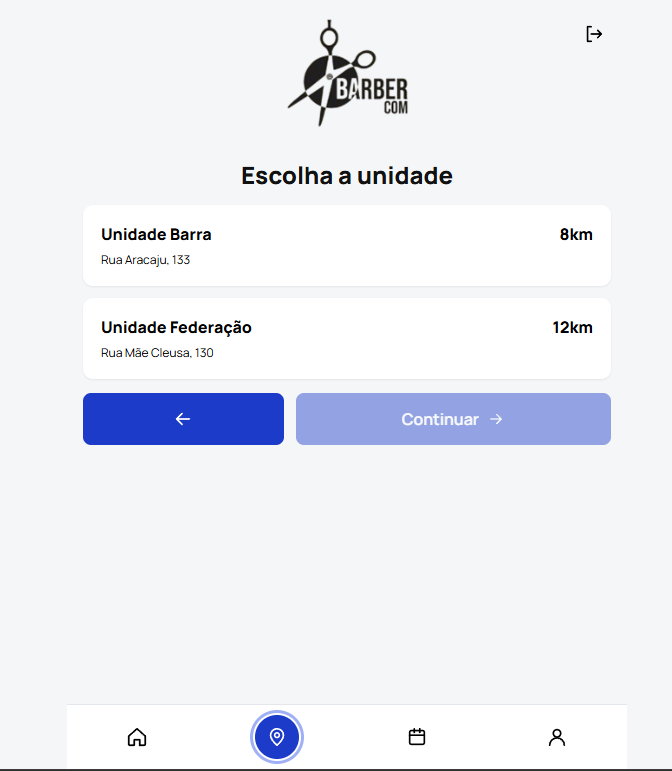 BARBER
COM
Escolha a unidade
Unidade Barra
8km
Rua Aracaju, 133
Unidade Federação
12km
Rua Mãe Cleusa, 130
Continuar